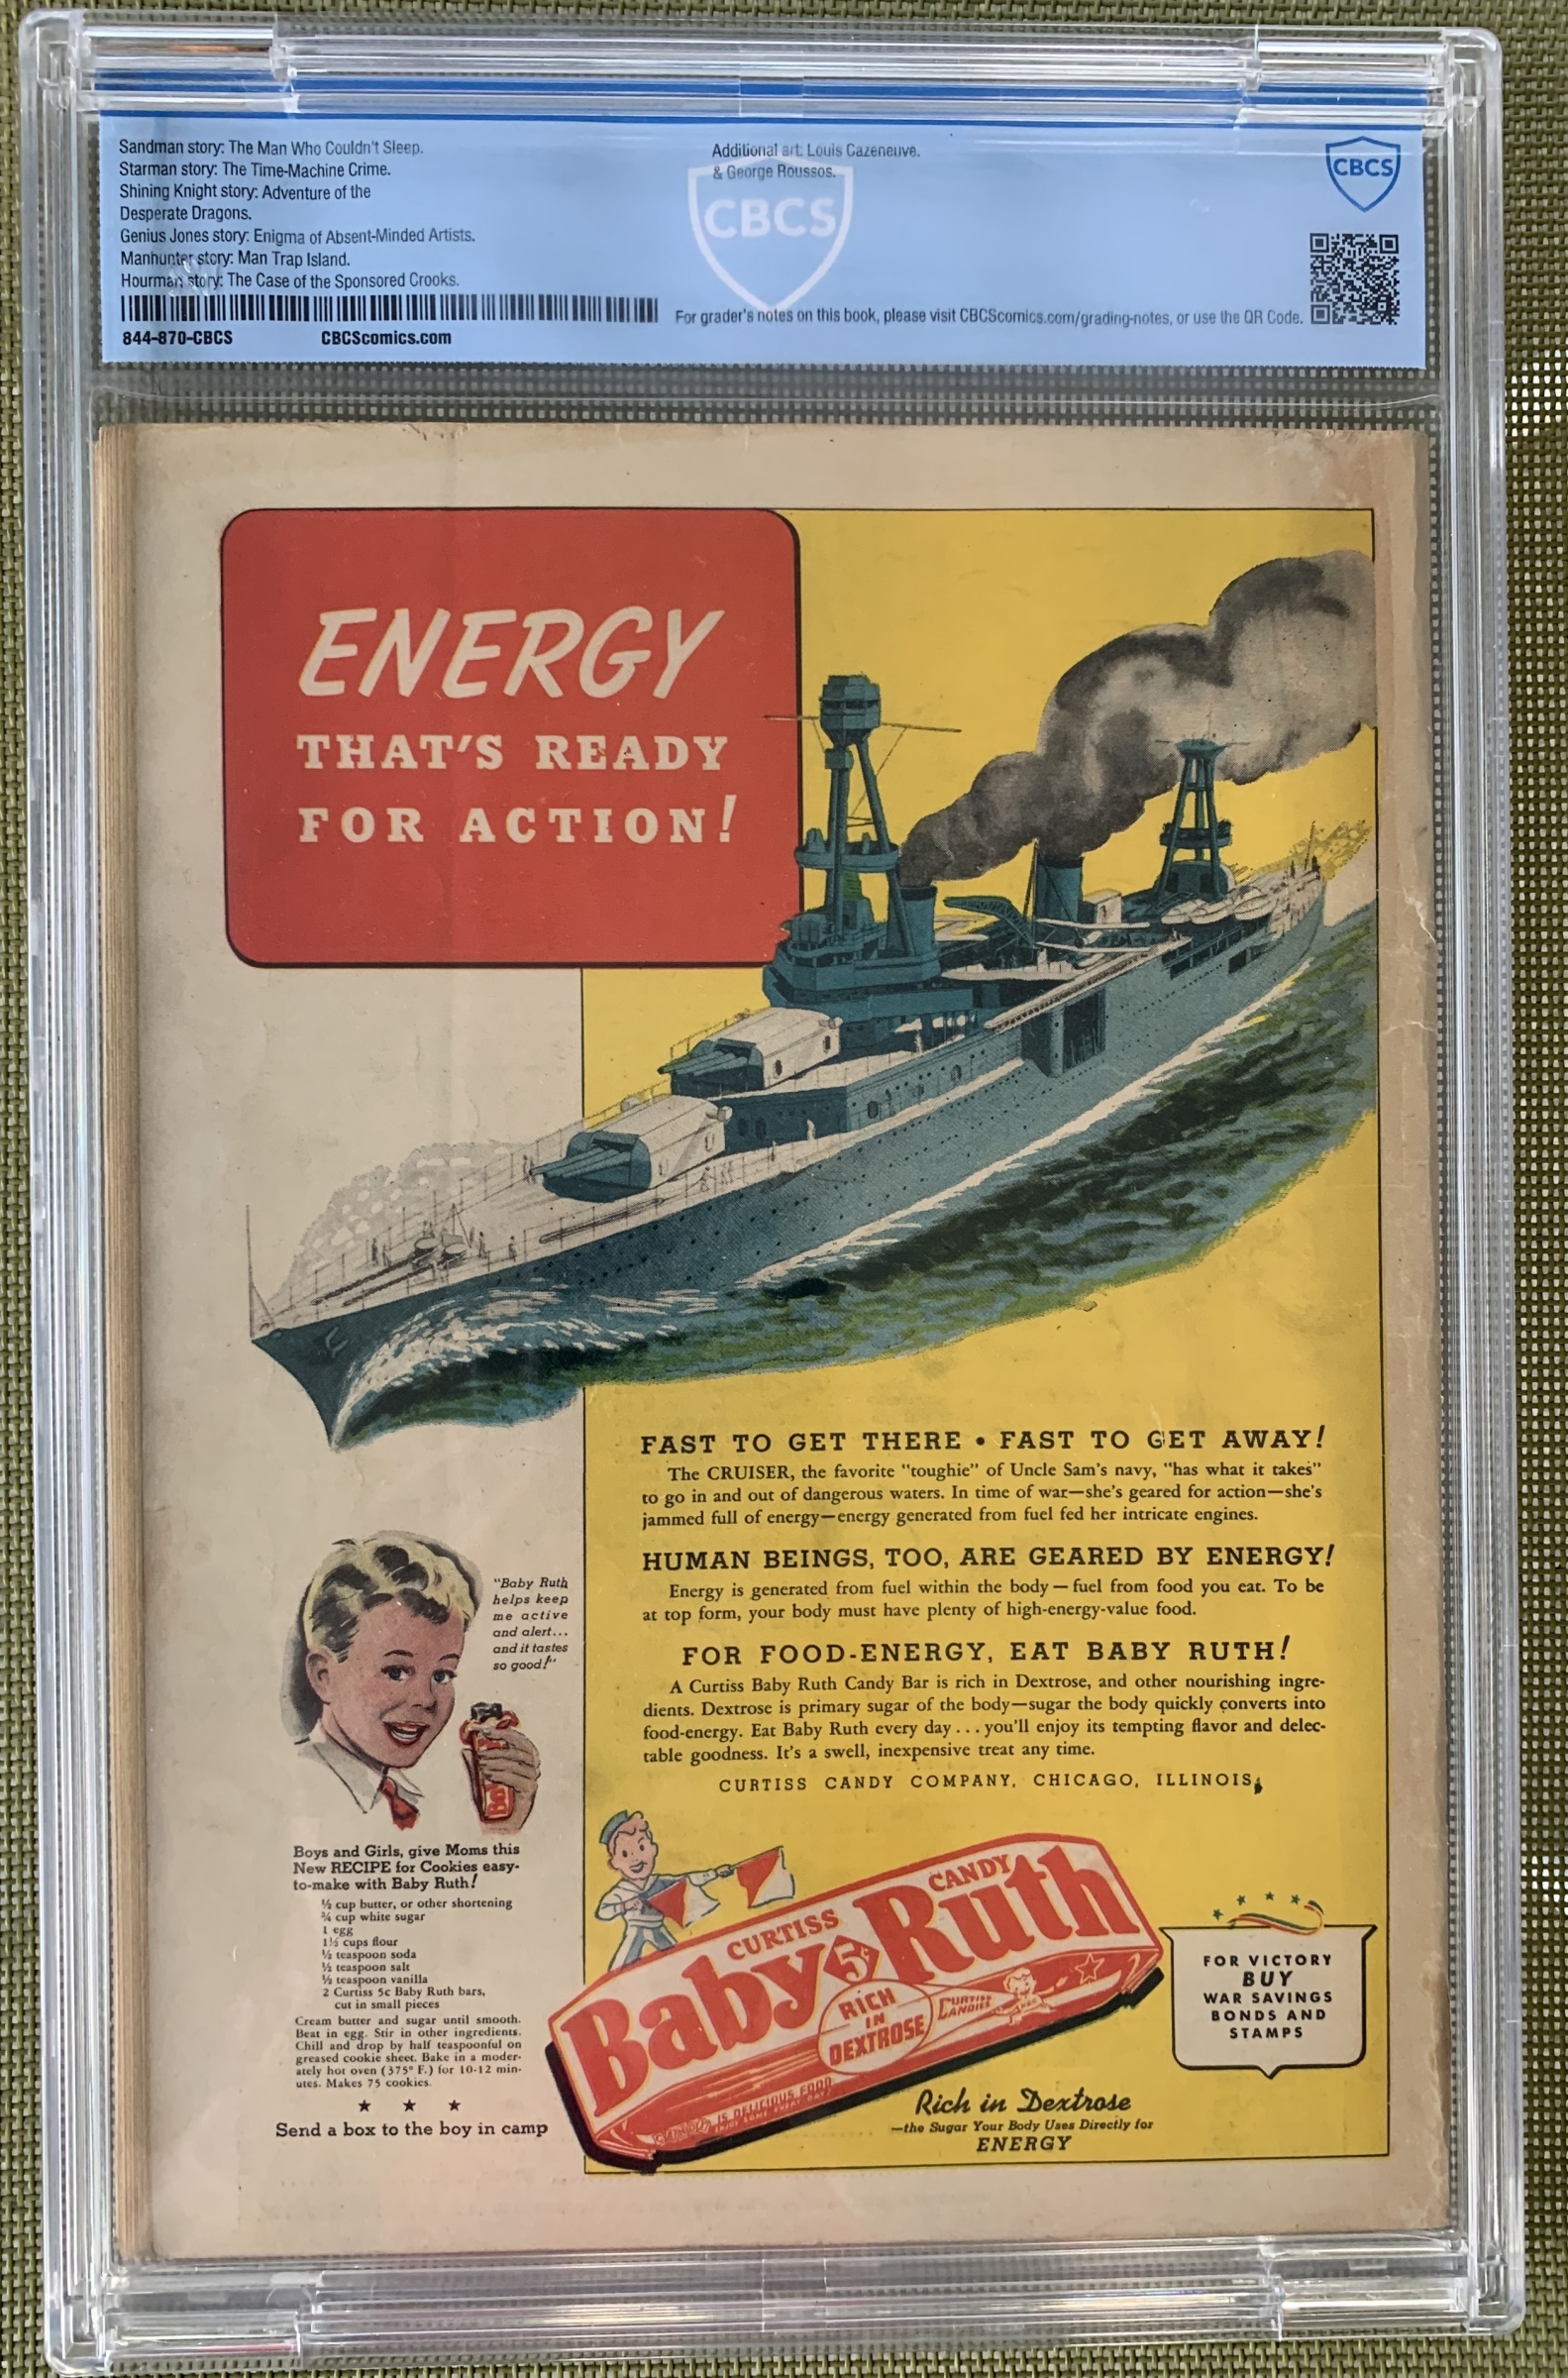 Sandman story: The Man Who Couldn't Sleep.
Starman story: The Time-Machine Crime.
Shining Knight story: Adventure of the
Desperate Dragons.
Genius Jones story: Enigma of Absent-Minded Artists.
Manhunter story: Man Trap Island.
Hourman story: The Case of the Sponsored Crooks.
844-870-CBCS CBCScomics.com
Additional art: Louis Cazeneuve.
& George Roussos.
CBCS
CBCS
For grader's notes on this book, please visit CBCScomics.com/grading-notes, or use the QR Code.
ENERGY
THAT'S READY
FOR ACTION!
FAST TO GET THERE • FAST TO GET AWAY!
The CRUISER, the favorite "toughie" of Uncle Sam's navy, "has what it takes"
to go in and out of dangerous waters. In time of war—she's geared for action—she's
jammed full of energy—energy generated from fuel fed her intricate engines.
HUMAN BEINGS, TOO, ARE GEARED BY ENERGY!
Energy is generated from fuel within the body—fuel from food you eat. To be
at top form, your body must have plenty of high-energy-value food.
FOR FOOD-ENERGY, EAT BABY RUTH!
A Curtiss Baby Ruth Candy Bar is rich in Dextrose, and other nourishing ingre-
dients. Dextrose is primary sugar of the body—sugar the body quickly converts into
food-energy. Eat Baby Ruth every day...you'll enjoy its tempting flavor and delec-
table goodness. It's a swell, inexpensive treat any time.
CURTISS CANDY COMPANY, CHICAGO, ILLINOIS
"Baby Ruth
helps keep
me active
and alert...
and it tastes
so good!"
Boys and Girls, give Moms this
New RECIPE for Cookies easy-
to-make with Baby Ruth!
½ cup butter, or other shortening
¾ cup white sugar
1 egg
1½ cups flour
½ teaspoon soda
½ teaspoon salt
½ teaspoon vanilla
2 Curtiss 5c Baby Ruth bars,
cut in small pieces
Cream butter and sugar until smooth.
Beat in egg. Stir in other ingredients.
Chill and drop by half teaspoonful on
greased cookie sheet. Bake in a moder-
ately hot oven (375° F.) for 10-12 min-
utes. Makes 75 cookies.
★ ★ ★
Send a box to the boy in camp
CURTISS
CANDY
Baby Ruth
5¢
RICH
IN
DEXTROSE
CURTISS
CANDIES
IS DELICIOUS FOOD
Rich in Dextrose
—the Sugar Your Body Uses Directly for
ENERGY
FOR VICTORY
BUY
WAR SAVINGS
BONDS AND
STAMPS